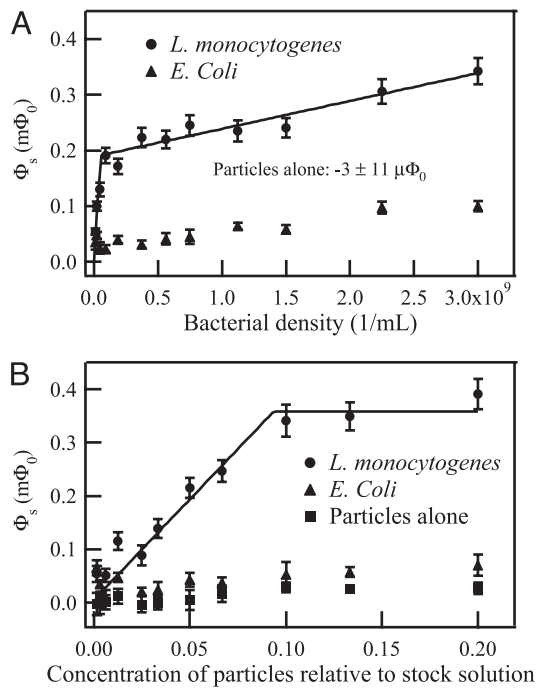 A
0.4
L. monocytogenes
E. Coli
0.3
Φs (mΦ0)
0.2
Particles alone: -3 ± 11 μΦ0
0.1
0.0
0.0 0.5 1.0 1.5 2.0 2.5 3.0x10⁹
Bacterial density (1/mL)
B
0.4
0.3
L. monocytogenes
E. Coli
Φs (mΦ0)
0.2
Particles alone
0.1
0.0
0.00 0.05 0.10 0.15 0.20
Concentration of particles relative to stock solution